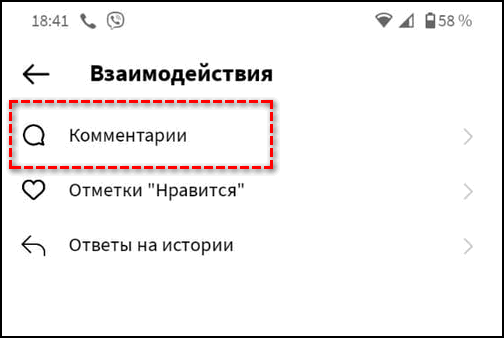 18:41 58 %
Взаимодействия
Комментарии
Отметки "Нравится"
Ответы на истории